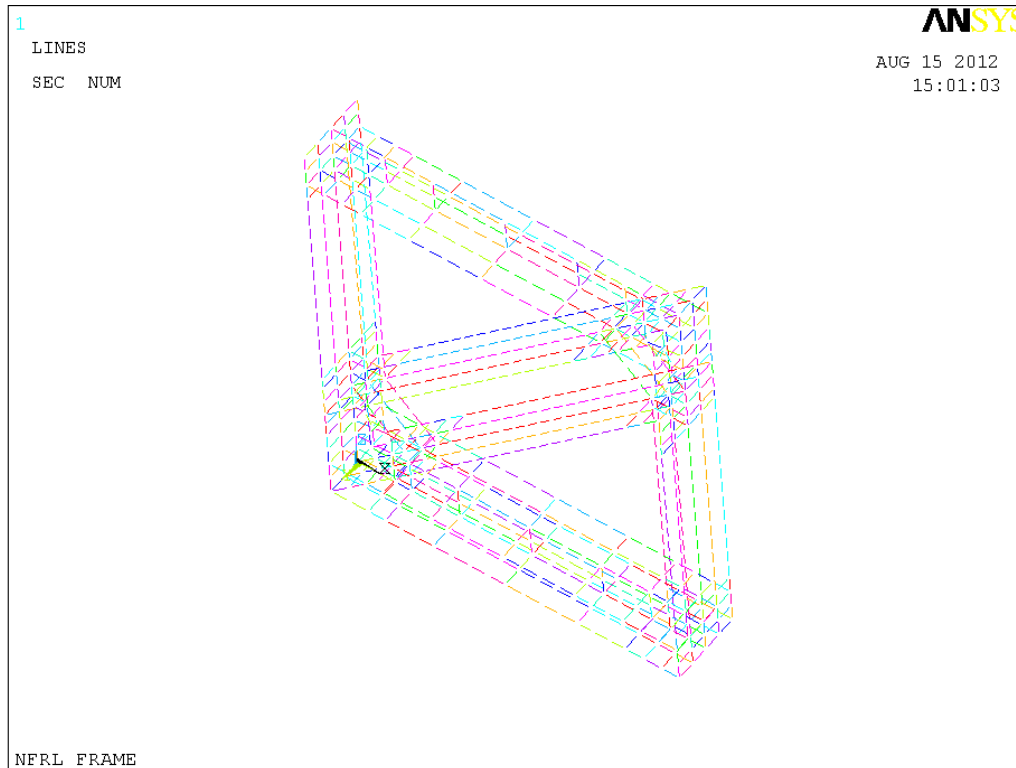 1
LINES
SEC NUM
ANSYS
AUG 15 2012
15:01:03
X
NFRL FRAME